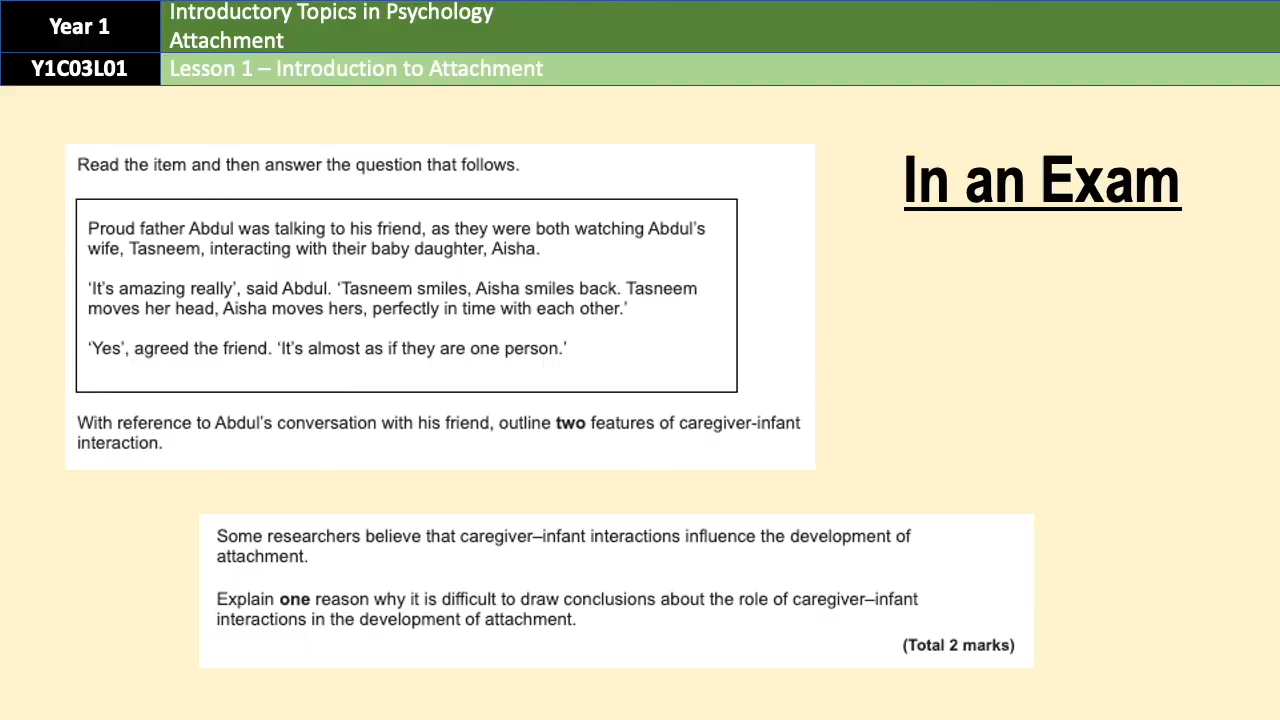 Year 1
Introductory Topics in Psychology
Attachment
Y1C03L01
Lesson 1 – Introduction to Attachment
In an Exam
Read the item and then answer the question that follows.
Proud father Abdul was talking to his friend, as they were both watching Abdul's
wife, Tasneem, interacting with their baby daughter, Aisha.
‘It's amazing really’, said Abdul. ‘Tasneem smiles, Aisha smiles back. Tasneem
moves her head, Aisha moves hers, perfectly in time with each other.’
‘Yes’, agreed the friend. ‘It's almost as if they are one person.’
With reference to Abdul's conversation with his friend, outline two features of caregiver-infant
interaction.
Some researchers believe that caregiver–infant interactions influence the development of
attachment.
Explain one reason why it is difficult to draw conclusions about the role of caregiver–infant
interactions in the development of attachment.
(Total 2 marks)